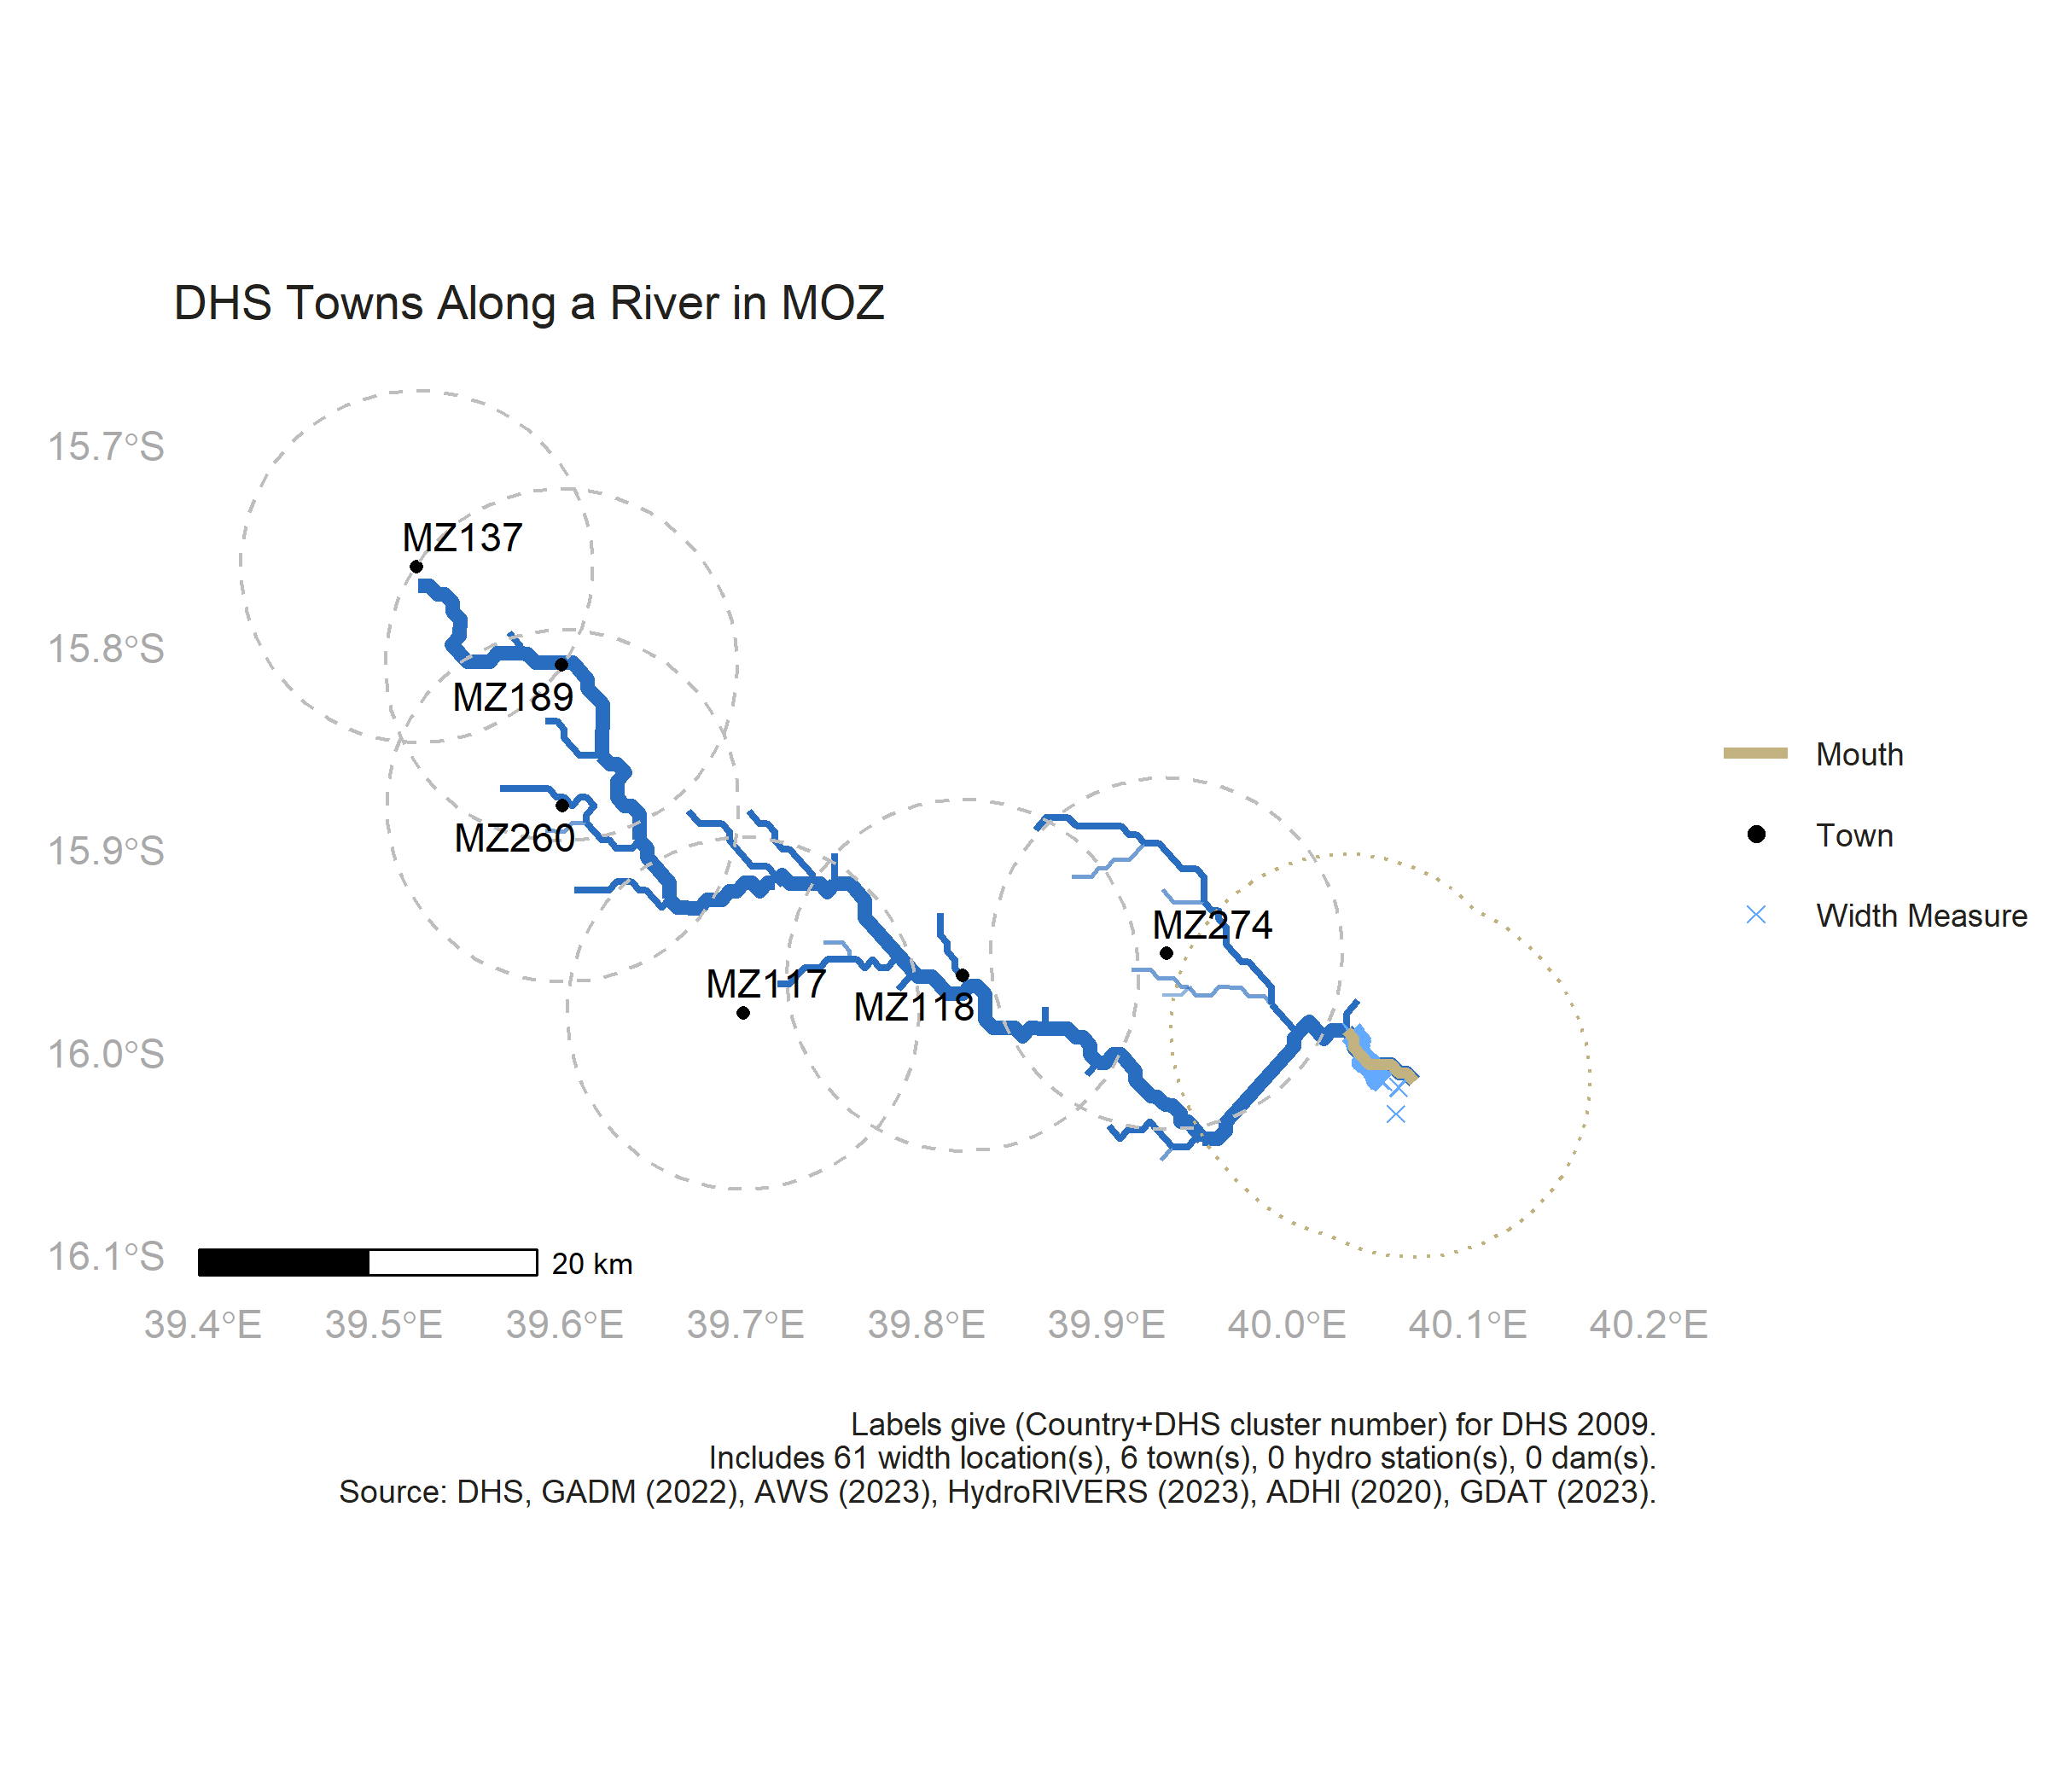 DHS Towns Along a River in MOZ
15.7°S
MZ137
15.8°S
MZ189
Mouth
MZ260
Town
15.9°S
MZ274
Width Measure
MZ117
MZ118
16.0°S
16.1°S
20 km
39.4°E 39.5°E 39.6°E 39.7°E 39.8°E 39.9°E 40.0°E 40.1°E 40.2°E
Labels give (Country+DHS cluster number) for DHS 2009.
Includes 61 width location(s), 6 town(s), 0 hydro station(s), 0 dam(s).
Source: DHS, GADM (2022), AWS (2023), HydroRIVERS (2023), ADHI (2020), GDAT (2023).